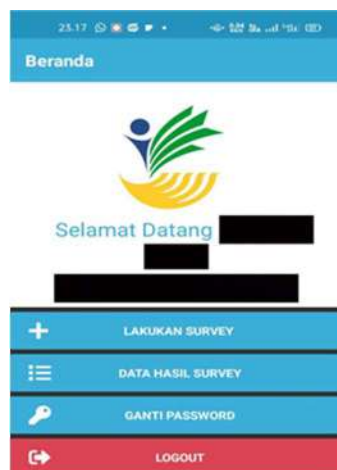 23.17
Beranda
Selamat Datang
LAKUKAN SURVEY
DATA HASIL SURVEY
GANTI PASSWORD
LOGOUT